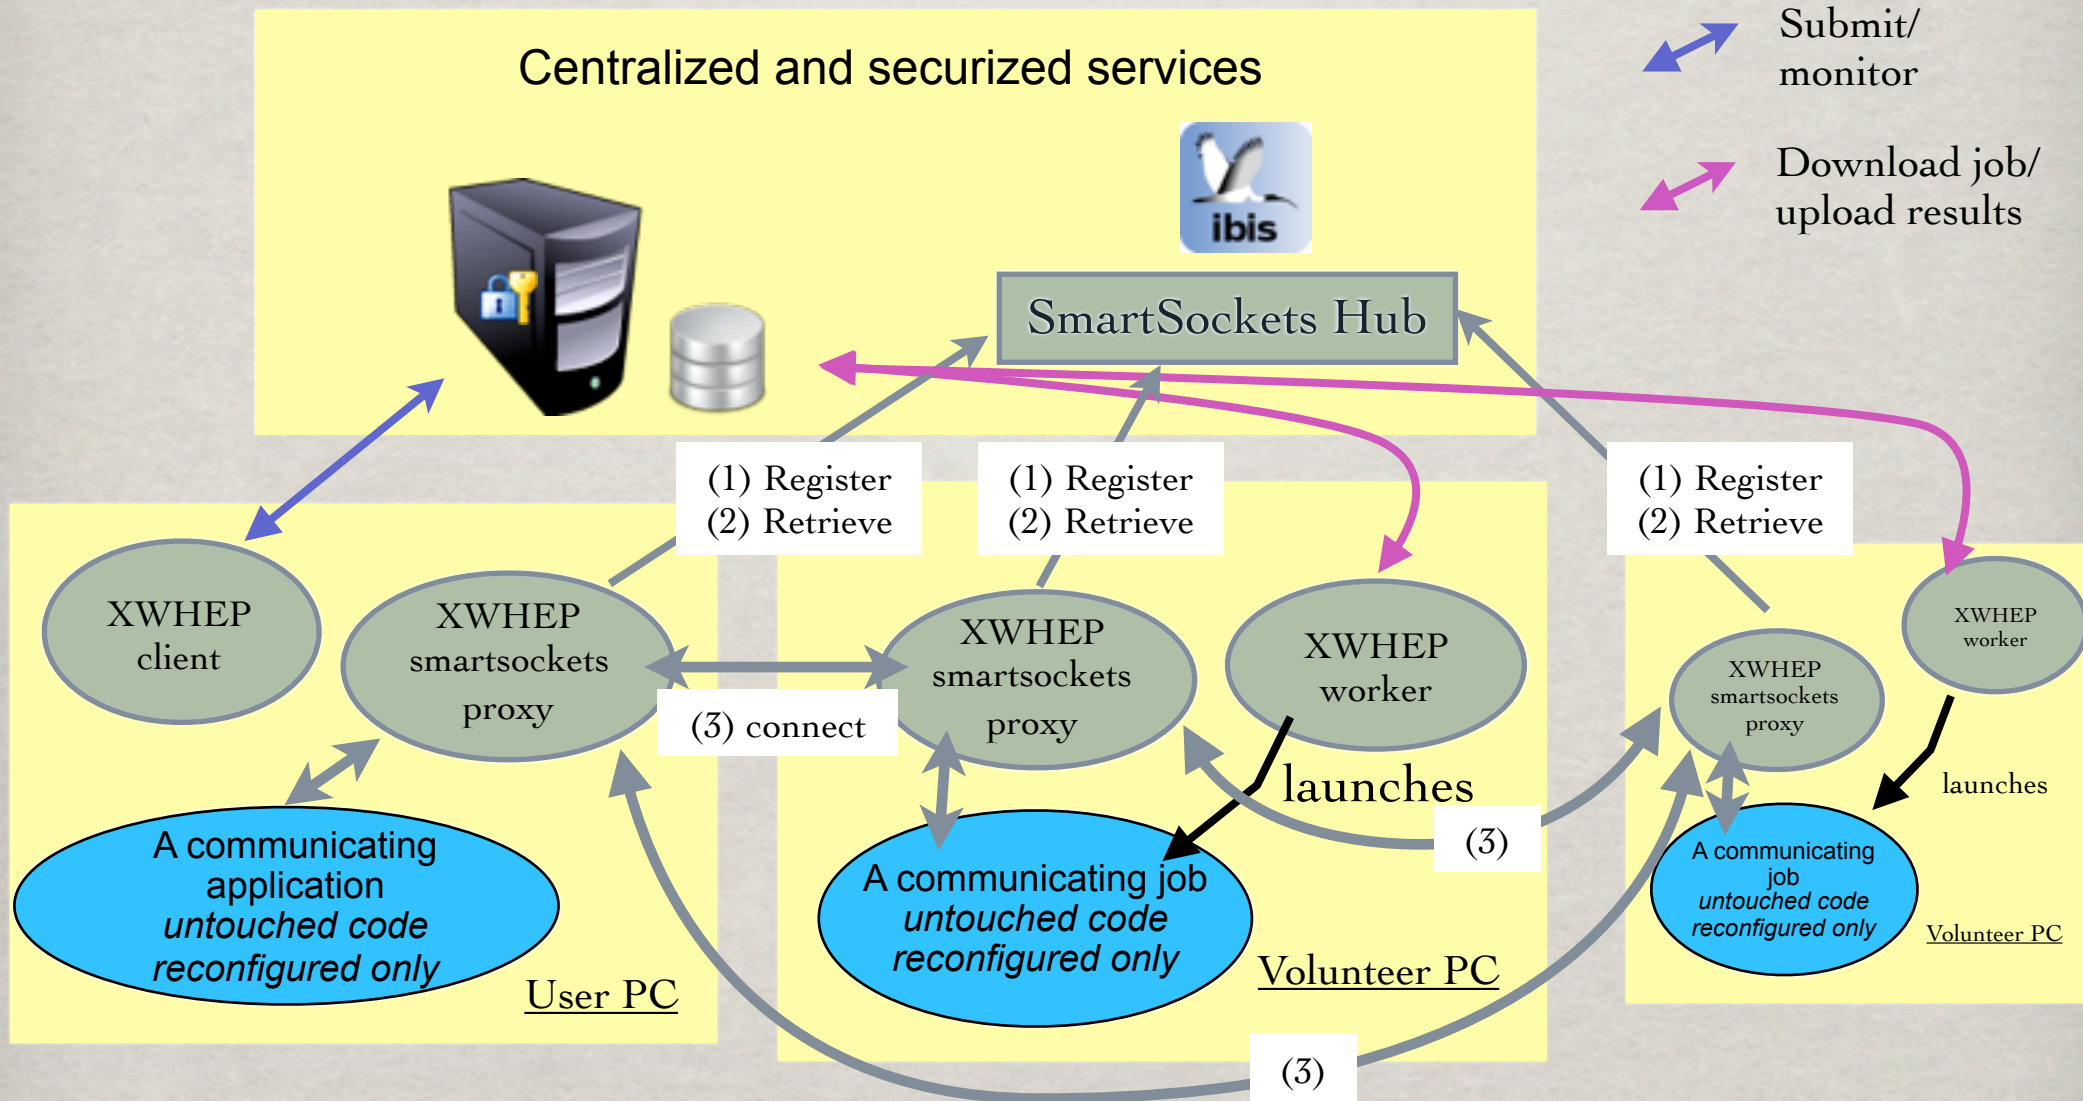 Submit/
monitor
Download job/
upload results
Centralized and securized services
ibis
SmartSockets Hub
(1) Register
(2) Retrieve
(1) Register
(2) Retrieve
(1) Register
(2) Retrieve
XWHEP
client
XWHEP
smartsockets
proxy
(3) connect
A communicating
application
untouched code
reconfigured only
User PC
XWHEP
smartsockets
proxy
XWHEP
worker
launches
A communicating job
untouched code
reconfigured only
Volunteer PC
(3)
(3)
XWHEP
smartsockets
proxy
XWHEP
worker
launches
A communicating
job
untouched code
reconfigured only
Volunteer PC